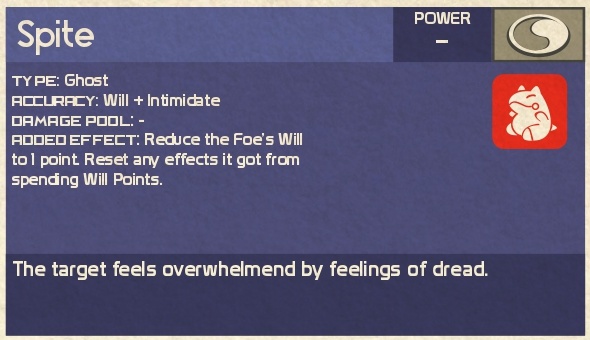 Spite
POWER
–
TYPE: Ghost
ACCURACY: Will + Intimidate
DAMAGE POOL: -
ADDED EFFECT: Reduce the Foe's Will
to 1 point. Reset any effects it got from
spending Will Points.
The target feels overwhelmend by feelings of dread.